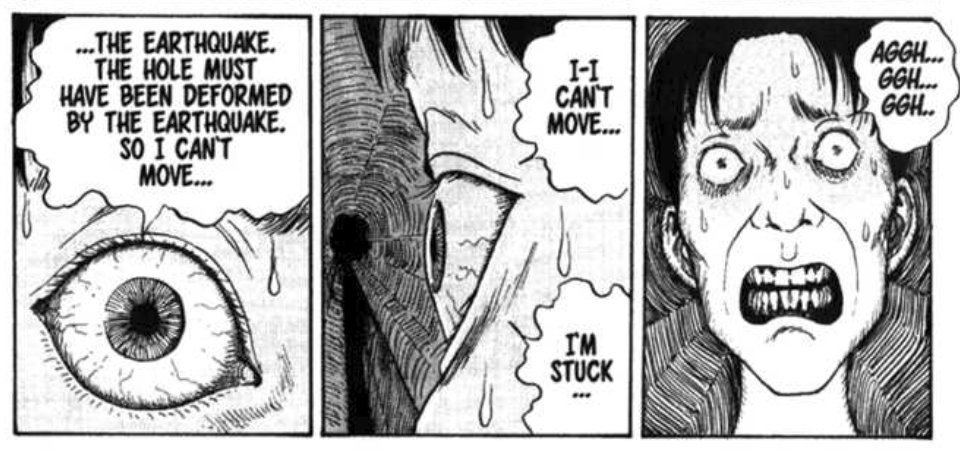 ...THE EARTHQUAKE.
THE HOLE MUST
HAVE BEEN DEFORMED
BY THE EARTHQUAKE.
SO I CAN'T
MOVE...
I-I
CAN'T
MOVE...
I'M
STUCK
...
AGGH...
GGH...
GGH..